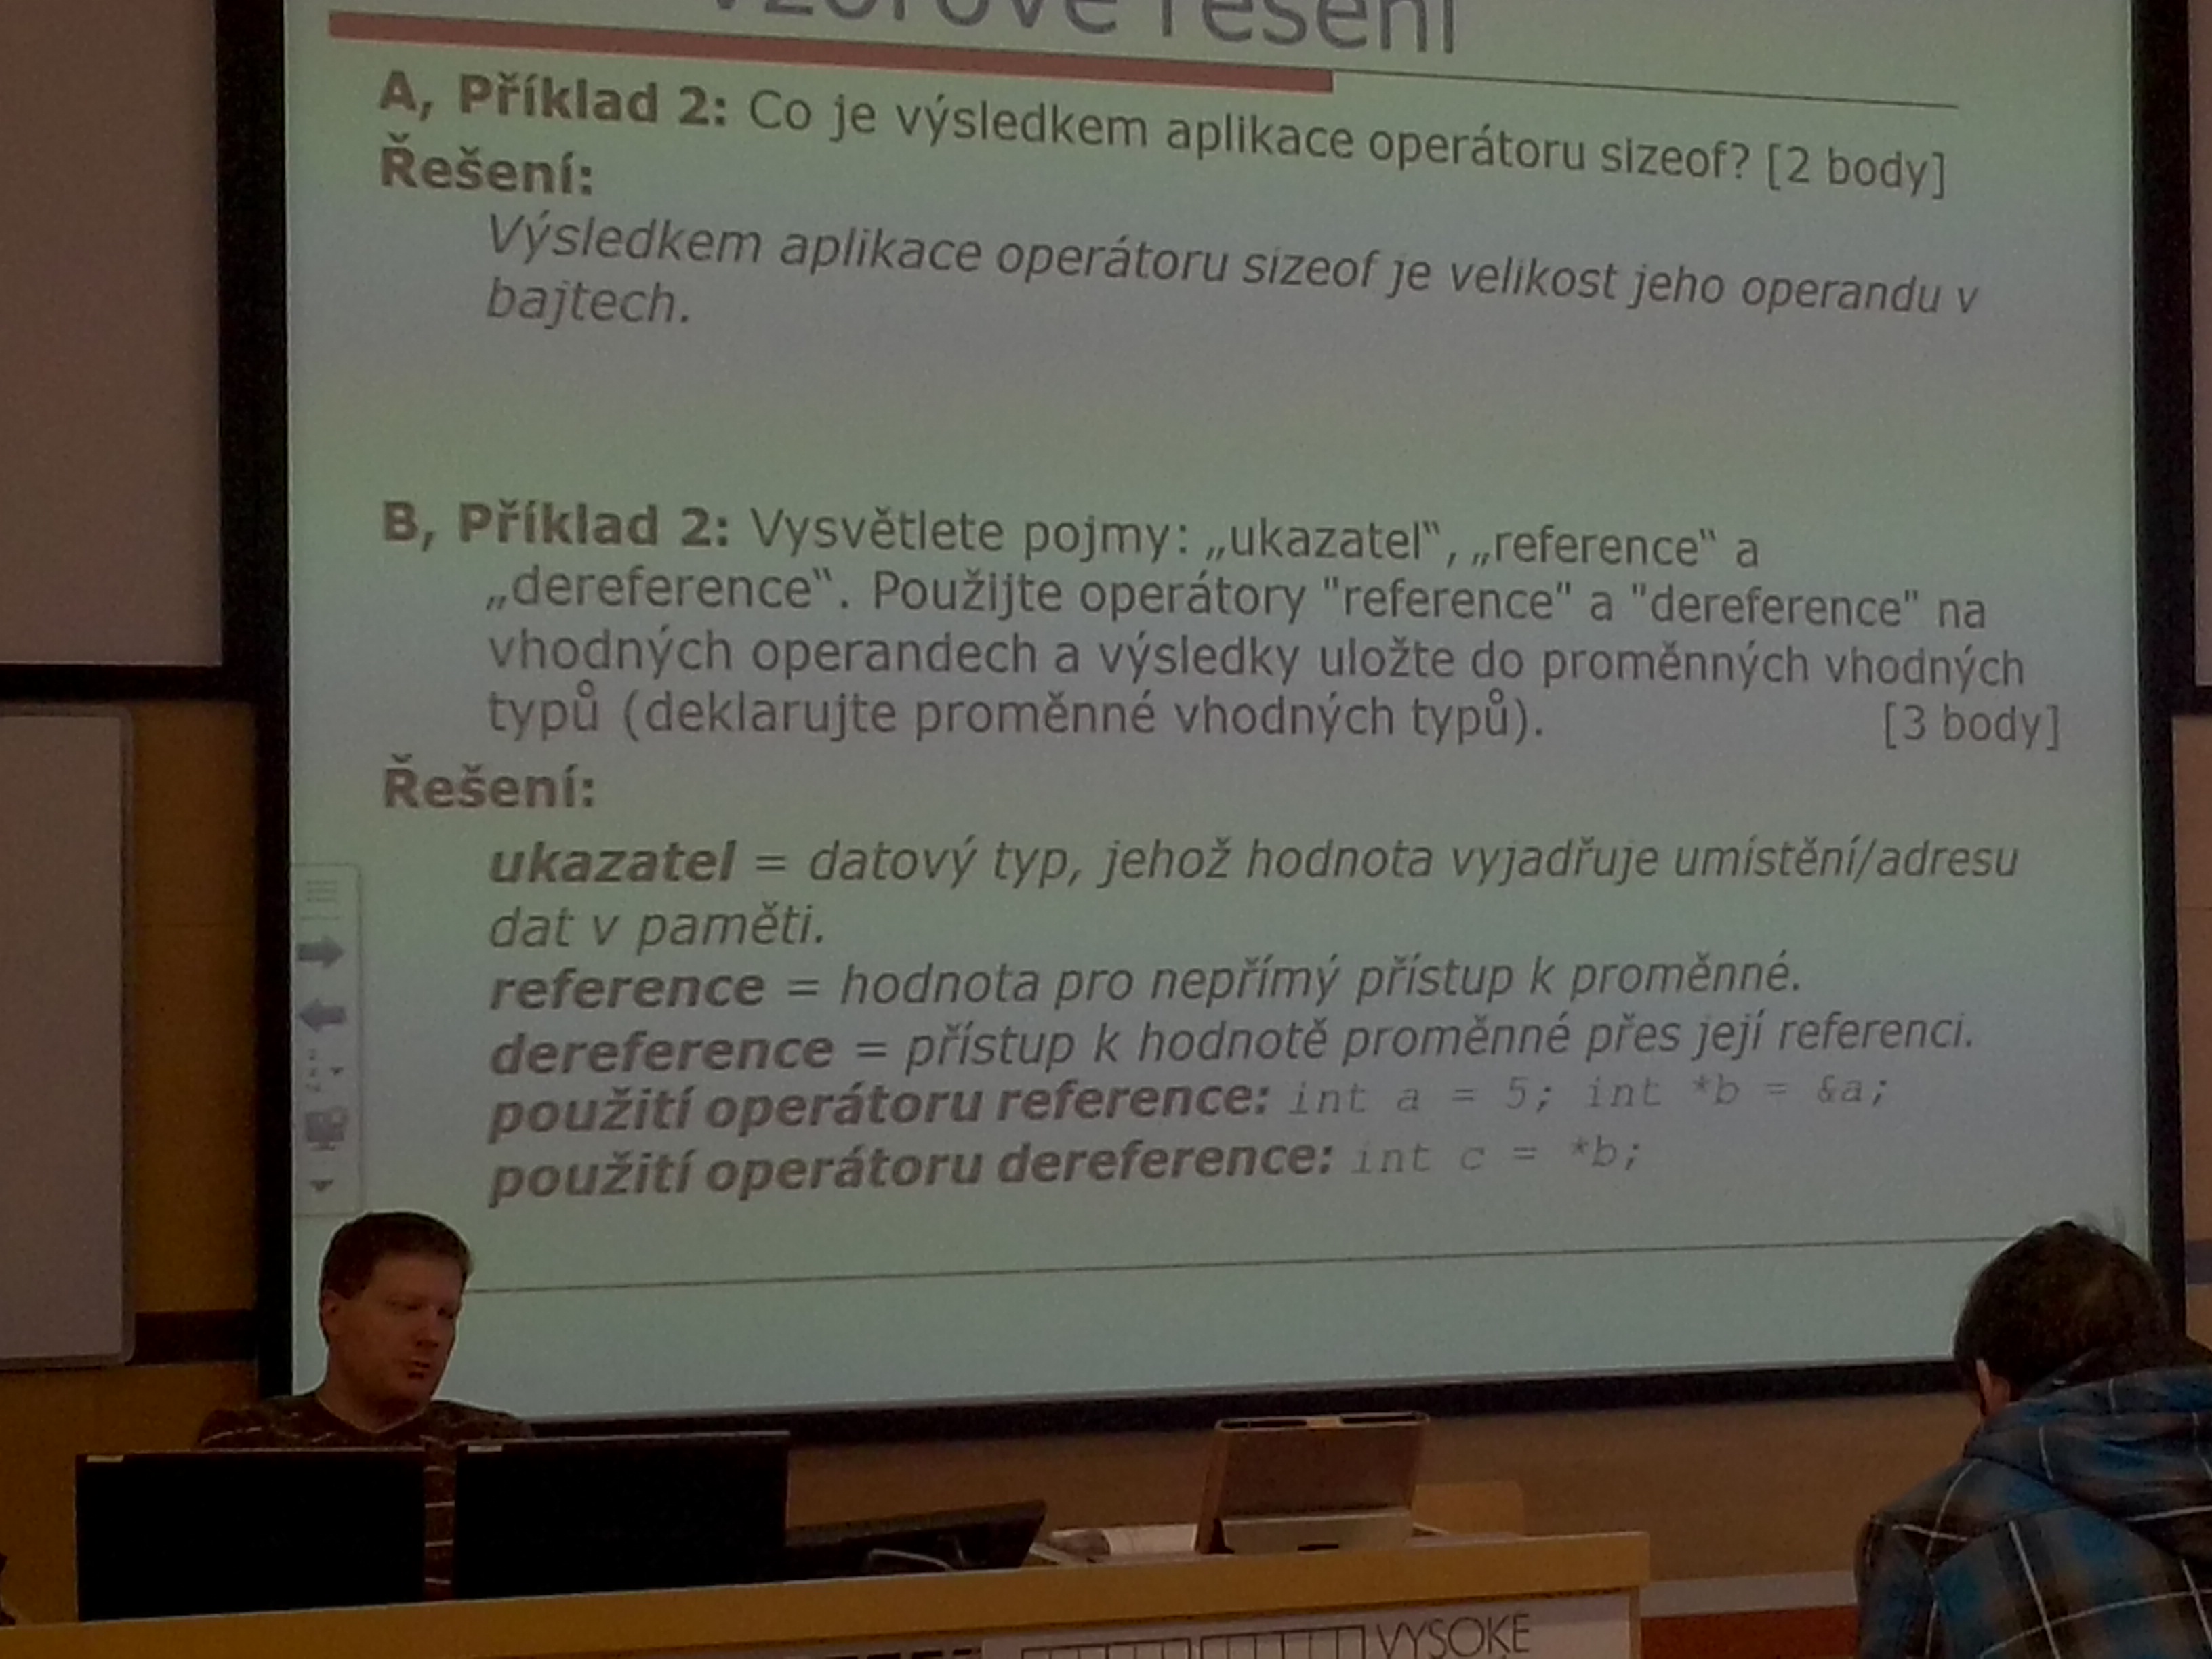 Vzorové řešení
A, Příklad 2: Co je výsledkem aplikace operátoru sizeof? [2 body]
Řešení:
Výsledkem aplikace operátoru sizeof je velikost jeho operandu v
bajtech.
B, Příklad 2: Vysvětlete pojmy: „ukazatel“, „reference“ a
„dereference“. Použijte operátory "reference" a "dereference" na
vhodných operandech a výsledky uložte do proměnných vhodných
typů (deklarujte proměnné vhodných typů). [3 body]
Řešení:
ukazatel = datový typ, jehož hodnota vyjadřuje umístění/adresu
dat v paměti.
reference = hodnota pro nepřímý přístup k proměnné.
dereference = přístup k hodnotě proměnné přes její referenci.
použití operátoru reference: int a = 5; int *b = &a;
použití operátoru dereference: int c = *b;
VYSOKÉ